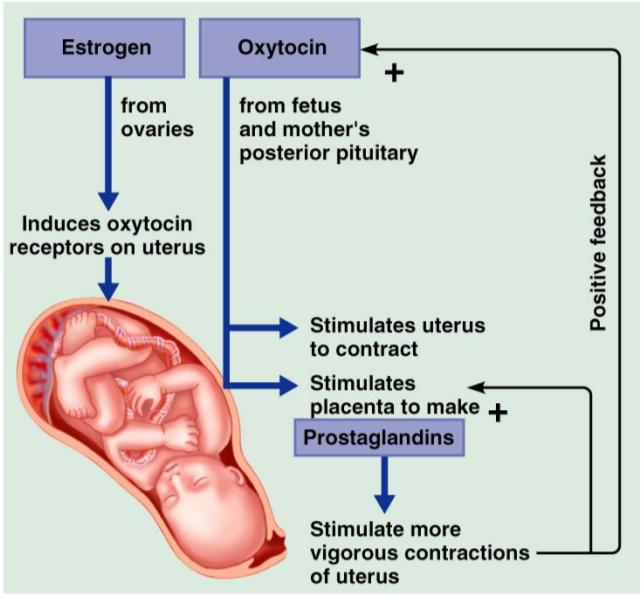 Estrogen
Oxytocin
+
from
ovaries
from fetus
and mother's
posterior pituitary
Induces oxytocin
receptors on uterus
Stimulates uterus
to contract
Stimulates
placenta to make
+
Prostaglandins
Stimulate more
vigorous contractions
of uterus
Positive feedback